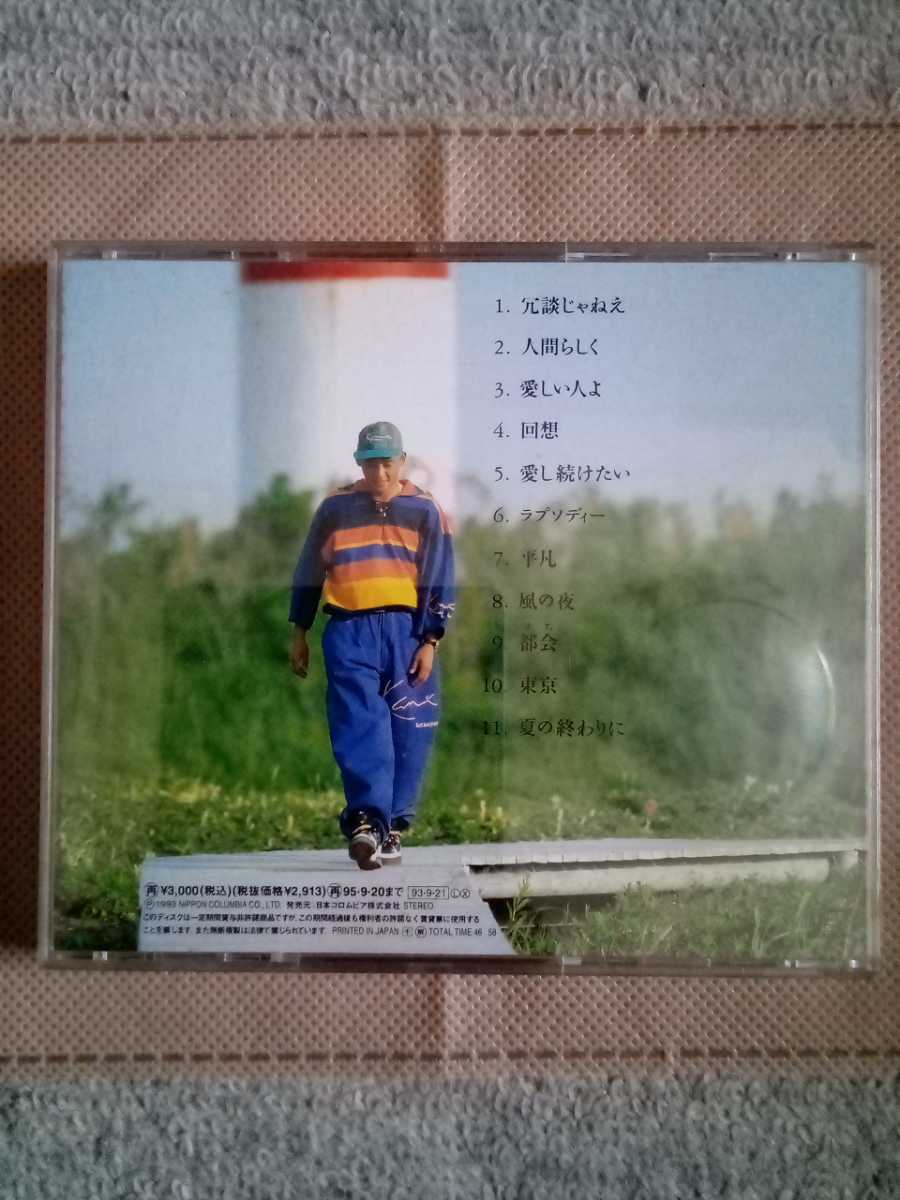 1. 冗談じゃねえ
2. 人間らしく
3. 愛しい人よ
4. 回想
5. 愛し続けたい
6. ラプソディー
7. 平凡
8. 風の夜
まち
9. 都会
10. 東京
11. 夏の終わりに
再 ¥3,000(税込)(税抜価格¥2,913) 再 95·9·20まで 93·9·21 Ⓛ Ⓧ
Ⓟ1993 NIPPON COLUMBIA CO., LTD. 発売元:日本コロムビア株式会社 STEREO
このディスクは一定期間貸与非許諾商品ですが、この期間経過後も権利者の許諾なく賃貸業に使用する
ことを禁します。また無断複製は法律で禁じられています。 PRINTED IN JAPAN TOTAL TIME 46 58